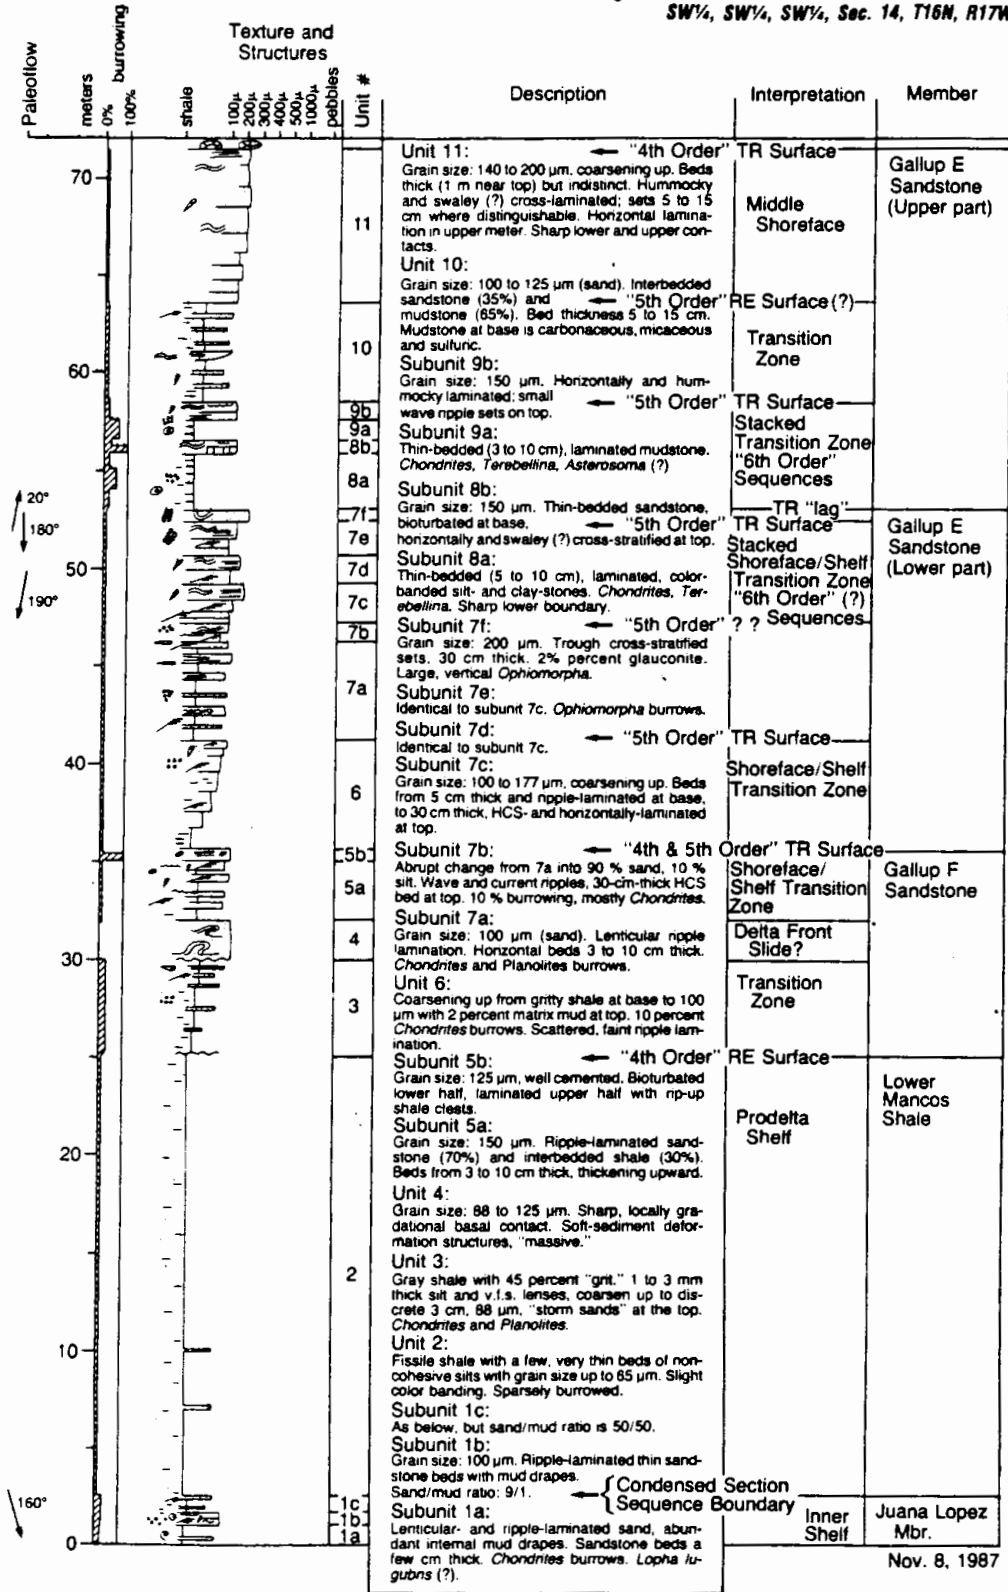 SW¼, SW¼, SW¼, Sec. 14, T16N, R17W
Texture and
Structures
Paleoflow
meters
burrowing
0%
100%
shale
100µ
200µ
300µ
400µ
500µ
1000µ
pebbles
Unit #
Description
Interpretation
Member
70
60
50
40
30
20
10
0
20°
180°
190°
160°
11
10
9b
9a
8b
8a
7f
7e
7d
7c
7b
7a
6
5b
5a
4
3
2
1c
1b
1a
Unit 11:
Grain size: 140 to 200 µm, coarsening up. Beds
thick (1 m near top) but indistinct. Hummocky
and swaley (?) cross-laminated; sets 5 to 15
cm where distinguishable. Horizontal lamina-
tion in upper meter. Sharp lower and upper con-
tacts.
Unit 10:
Grain size: 100 to 125 µm (sand). Interbedded
sandstone (35%) and
mudstone (65%). Bed thickness 5 to 15 cm.
Mudstone at base is carbonaceous, micaceous
and sulfuric.
Subunit 9b:
Grain size: 150 µm. Horizontally and hum-
mocky laminated; small
wave ripple sets on top.
Subunit 9a:
Thin-bedded (3 to 10 cm), laminated mudstone.
Chondrites, Terebellina, Asterosoma (?)
Subunit 8b:
Grain size: 150 µm. Thin-bedded sandstone,
bioturbated at base,
horizontally and swaley (?) cross-stratified at top.
Subunit 8a:
Thin-bedded (5 to 10 cm), laminated, color-
banded silt- and clay-stones. Chondrites, Ter-
ebellina. Sharp lower boundary.
Subunit 7f:
Grain size: 200 µm. Trough cross-stratified
sets, 30 cm thick. 2% percent glauconite.
Large, vertical Ophiomorpha.
Subunit 7e:
Identical to subunit 7c. Ophiomorpha burrows.
Subunit 7d:
Identical to subunit 7c.
Subunit 7c:
Grain size: 100 to 177 µm, coarsening up. Beds
from 5 cm thick and ripple-laminated at base,
to 30 cm thick, HCS- and horizontally-laminated
at top.
Subunit 7b:
Abrupt change from 7a into 90 % sand, 10 %
silt. Wave and current ripples, 30-cm-thick HCS
bed at top. 10 % burrowing, mostly Chondrites.
Subunit 7a:
Grain size: 100 µm (sand). Lenticular ripple
lamination. Horizontal beds 3 to 10 cm thick.
Chondrites and Planolites burrows.
Unit 6:
Coarsening up from gritty shale at base to 100
µm with 2 percent matrix mud at top. 10 percent
Chondrites burrows. Scattered, faint ripple lam-
ination.
Subunit 5b:
Grain size: 125 µm, well cemented. Bioturbated
lower half, laminated upper half with rip-up
shale clasts.
Subunit 5a:
Grain size: 150 µm. Ripple-laminated sand-
stone (70%) and interbedded shale (30%).
Beds from 3 to 10 cm thick, thickening upward.
Unit 4:
Grain size: 88 to 125 µm. Sharp, locally gra-
dational basal contact. Soft-sediment defor-
mation structures, "massive."
Unit 3:
Gray shale with 45 percent "grit." 1 to 3 mm
thick silt and v.f.s. lenses, coarsen up to dis-
crete 3 cm, 88 µm, "storm sands" at the top.
Chondrites and Planolites.
Unit 2:
Fissile shale with a few, very thin beds of non-
cohesive silts with grain size up to 65 µm. Slight
color banding. Sparsely burrowed.
Subunit 1c:
As below, but sand/mud ratio is 50/50.
Subunit 1b:
Grain size: 100 µm. Ripple-laminated thin sand-
stone beds with mud drapes.
Sand/mud ratio: 9/1.
Subunit 1a:
Lenticular- and ripple-laminated sand, abun-
dant internal mud drapes. Sandstone beds a
few cm thick. Chondrites burrows. Lopha lu-
gubris (?).
"4th Order" TR Surface
Middle
Shoreface
"5th Order" RE Surface (?)
Transition
Zone
"5th Order" TR Surface
Stacked
Transition Zone
"6th Order"
Sequences
TR "lag"
"5th Order" TR Surface
Stacked
Shoreface/Shelf
Transition Zone
"6th Order" (?)
Sequences
"5th Order" ? ?
"5th Order" TR Surface
Shoreface/Shelf
Transition Zone
"4th & 5th Order" TR Surface
Shoreface/
Shelf Transition
Zone
Delta Front
Slide?
Transition
Zone
"4th Order" RE Surface
Prodelta
Shelf
Condensed Section
Sequence Boundary
Inner
Shelf
Gallup E
Sandstone
(Upper part)
Gallup E
Sandstone
(Lower part)
Gallup F
Sandstone
Lower
Mancos
Shale
Juana Lopez
Mbr.
Nov. 8, 1987